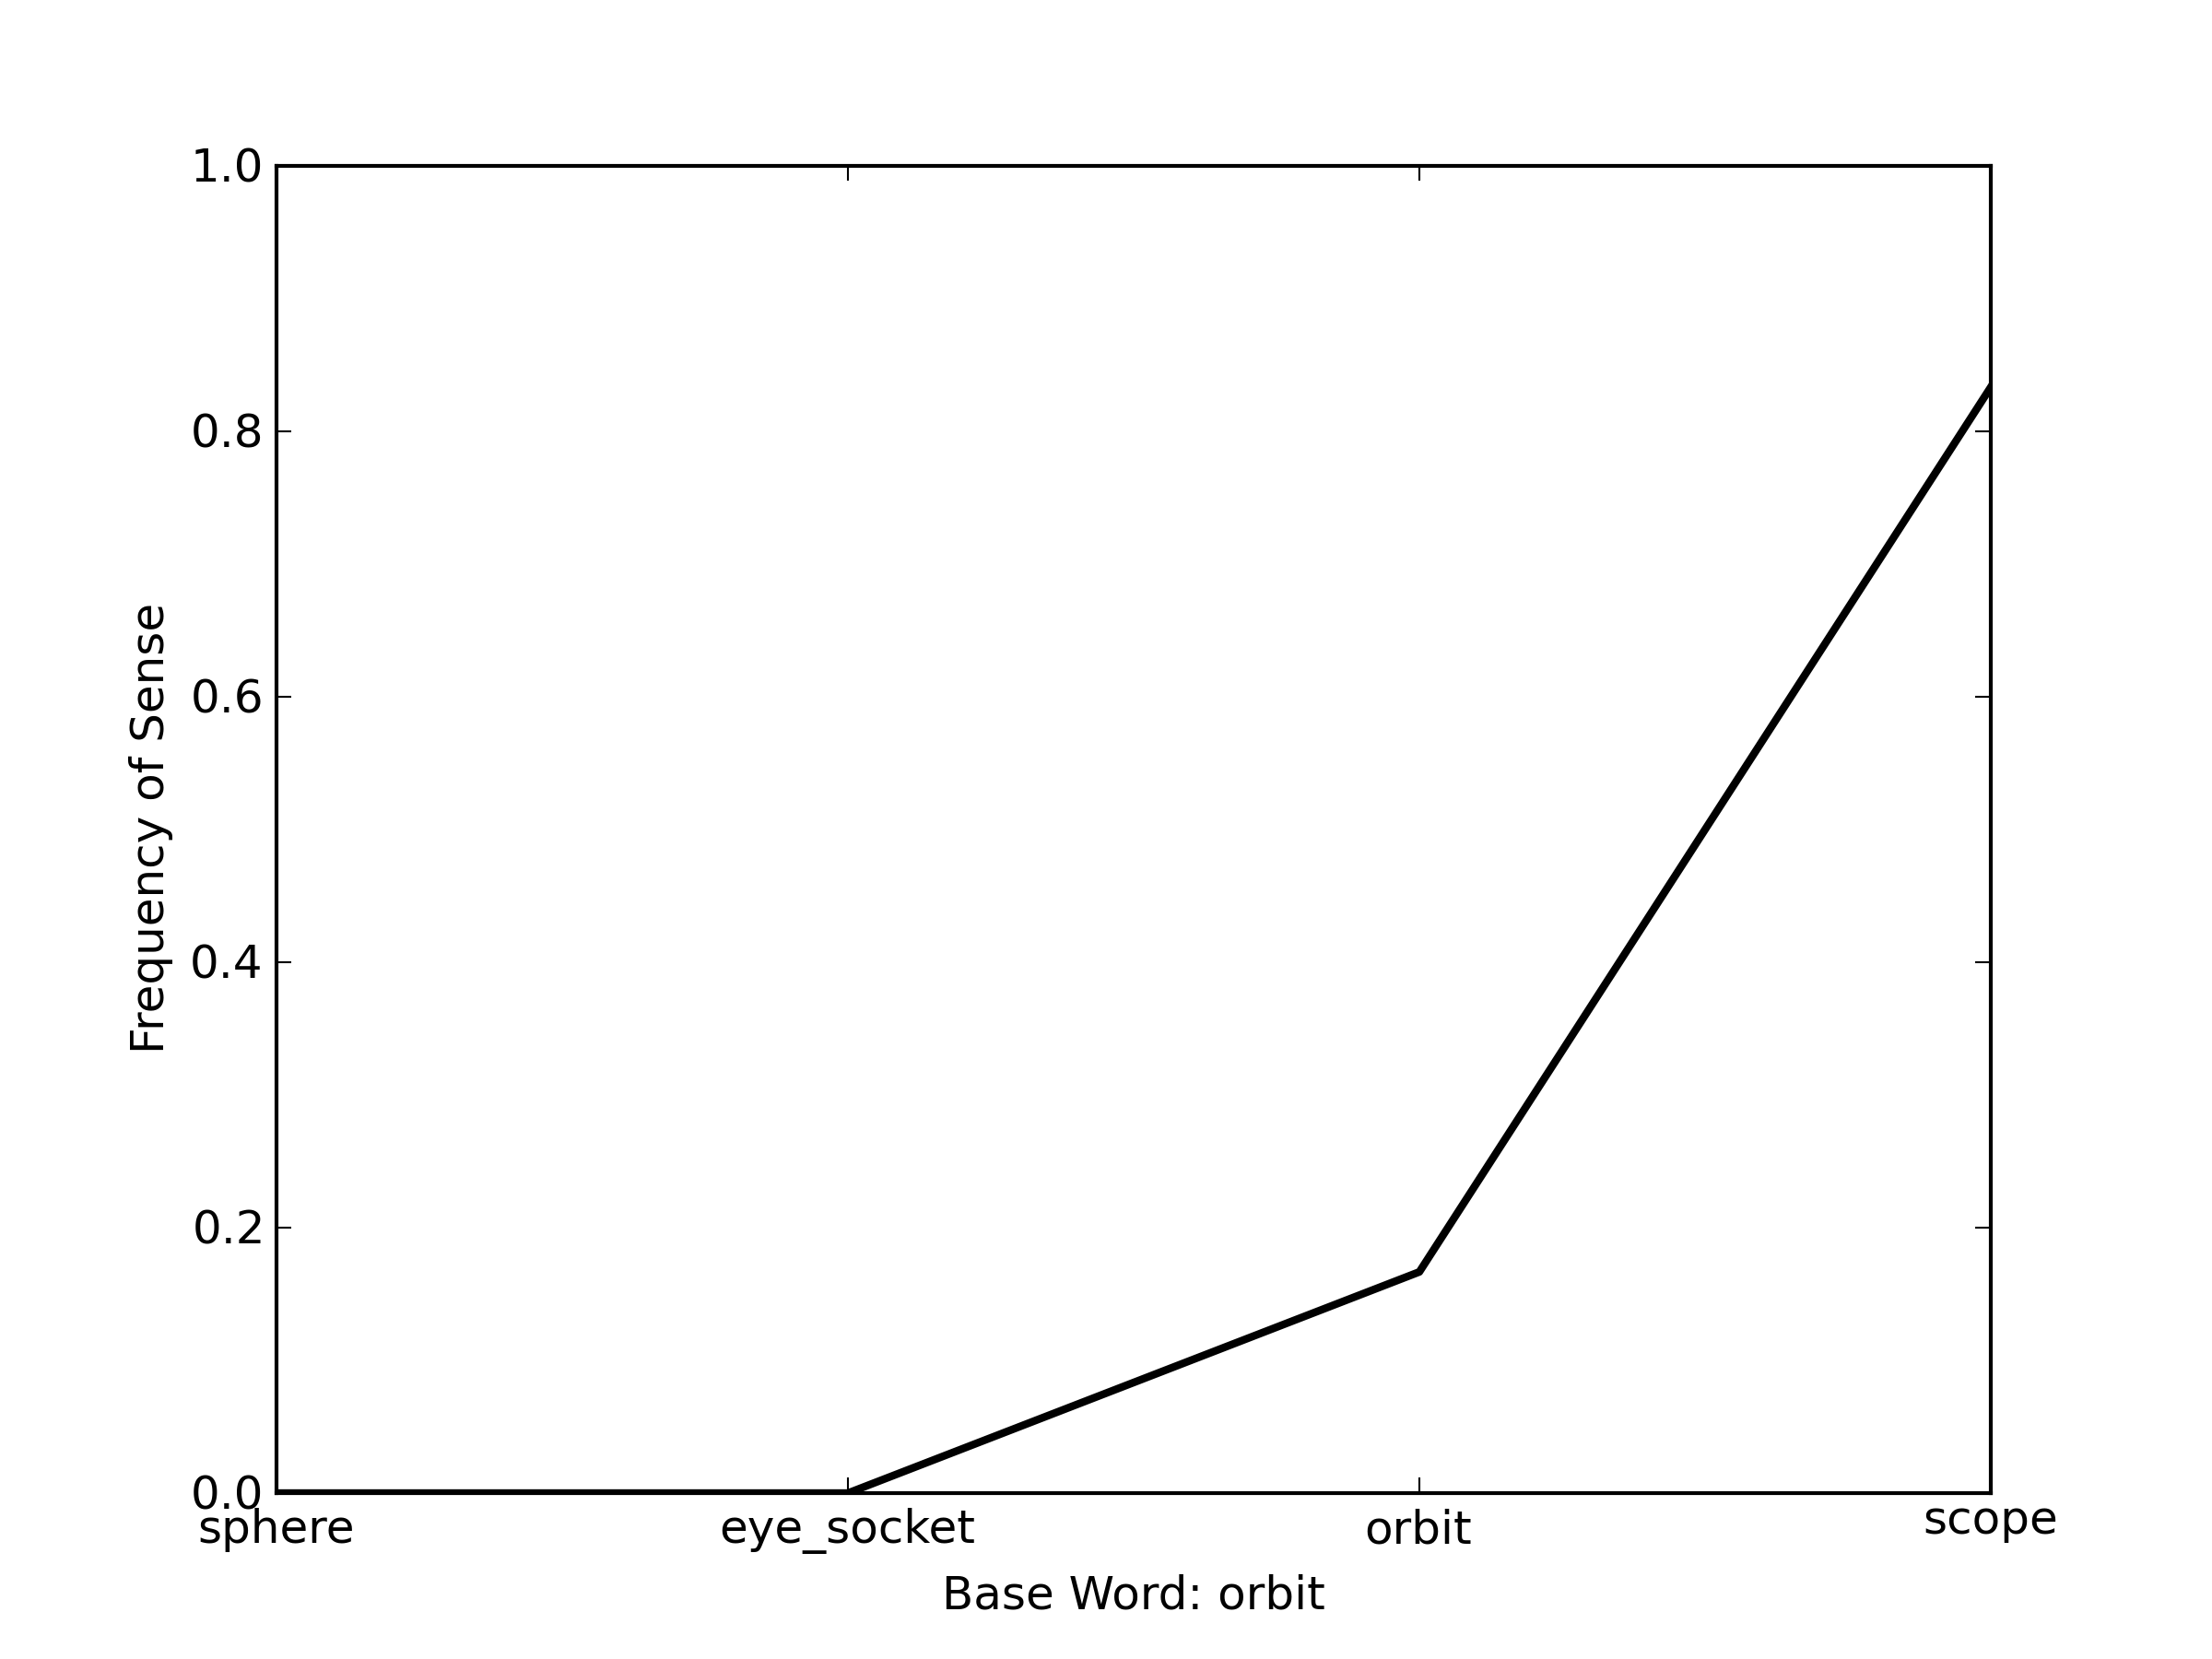 1.0
0.8
0.6
0.4
0.2
0.0
Frequency of Sense
sphere
eye_socket
orbit
scope
Base Word: orbit